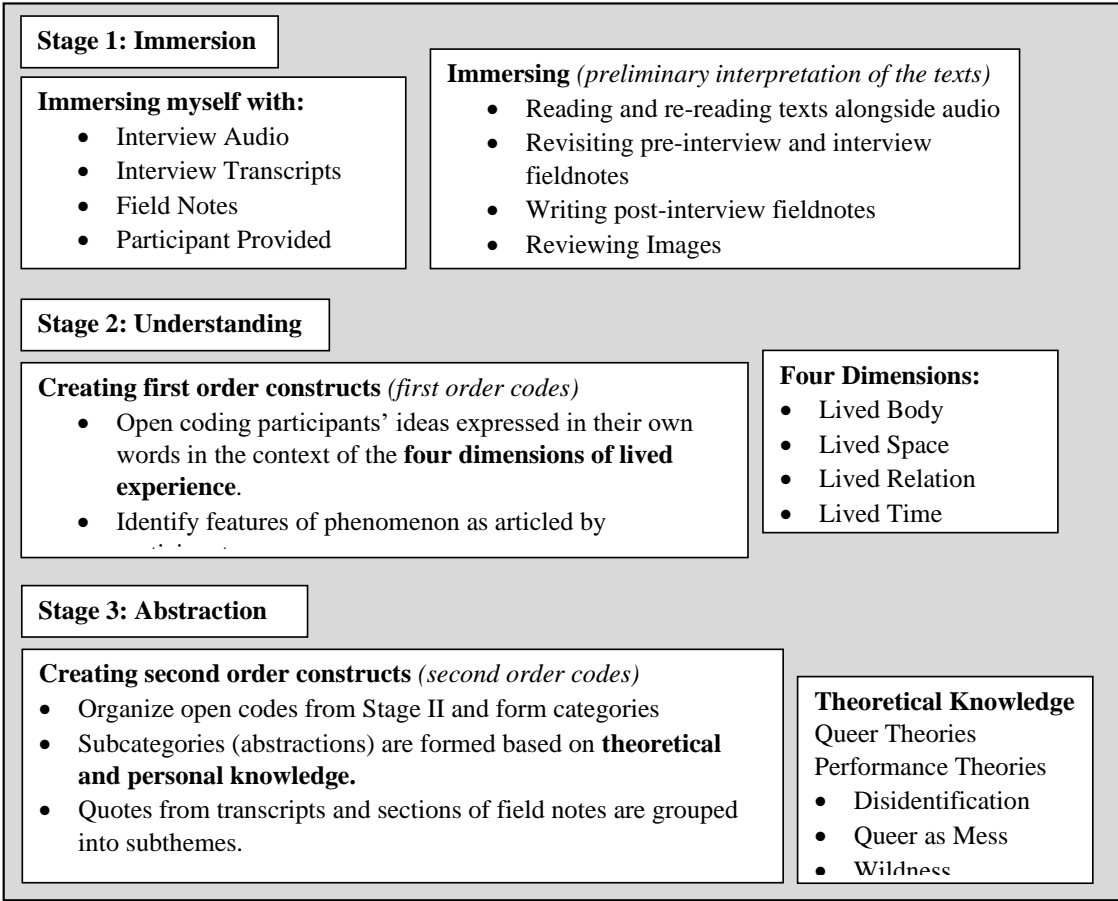 Stage 1: Immersion
Immersing myself with:
• Interview Audio
• Interview Transcripts
• Field Notes
• Participant Provided
Immersing (preliminary interpretation of the texts)
• Reading and re-reading texts alongside audio
• Revisiting pre-interview and interview
fieldnotes
• Writing post-interview fieldnotes
• Reviewing Images
Stage 2: Understanding
Creating first order constructs (first order codes)
• Open coding participants’ ideas expressed in their own
words in the context of the four dimensions of lived
experience.
• Identify features of phenomenon as articled by
Four Dimensions:
• Lived Body
• Lived Space
• Lived Relation
• Lived Time
Stage 3: Abstraction
Creating second order constructs (second order codes)
• Organize open codes from Stage II and form categories
• Subcategories (abstractions) are formed based on theoretical
and personal knowledge.
• Quotes from transcripts and sections of field notes are grouped
into subthemes.
Theoretical Knowledge
Queer Theories
Performance Theories
• Disidentification
• Queer as Mess
• Wildness